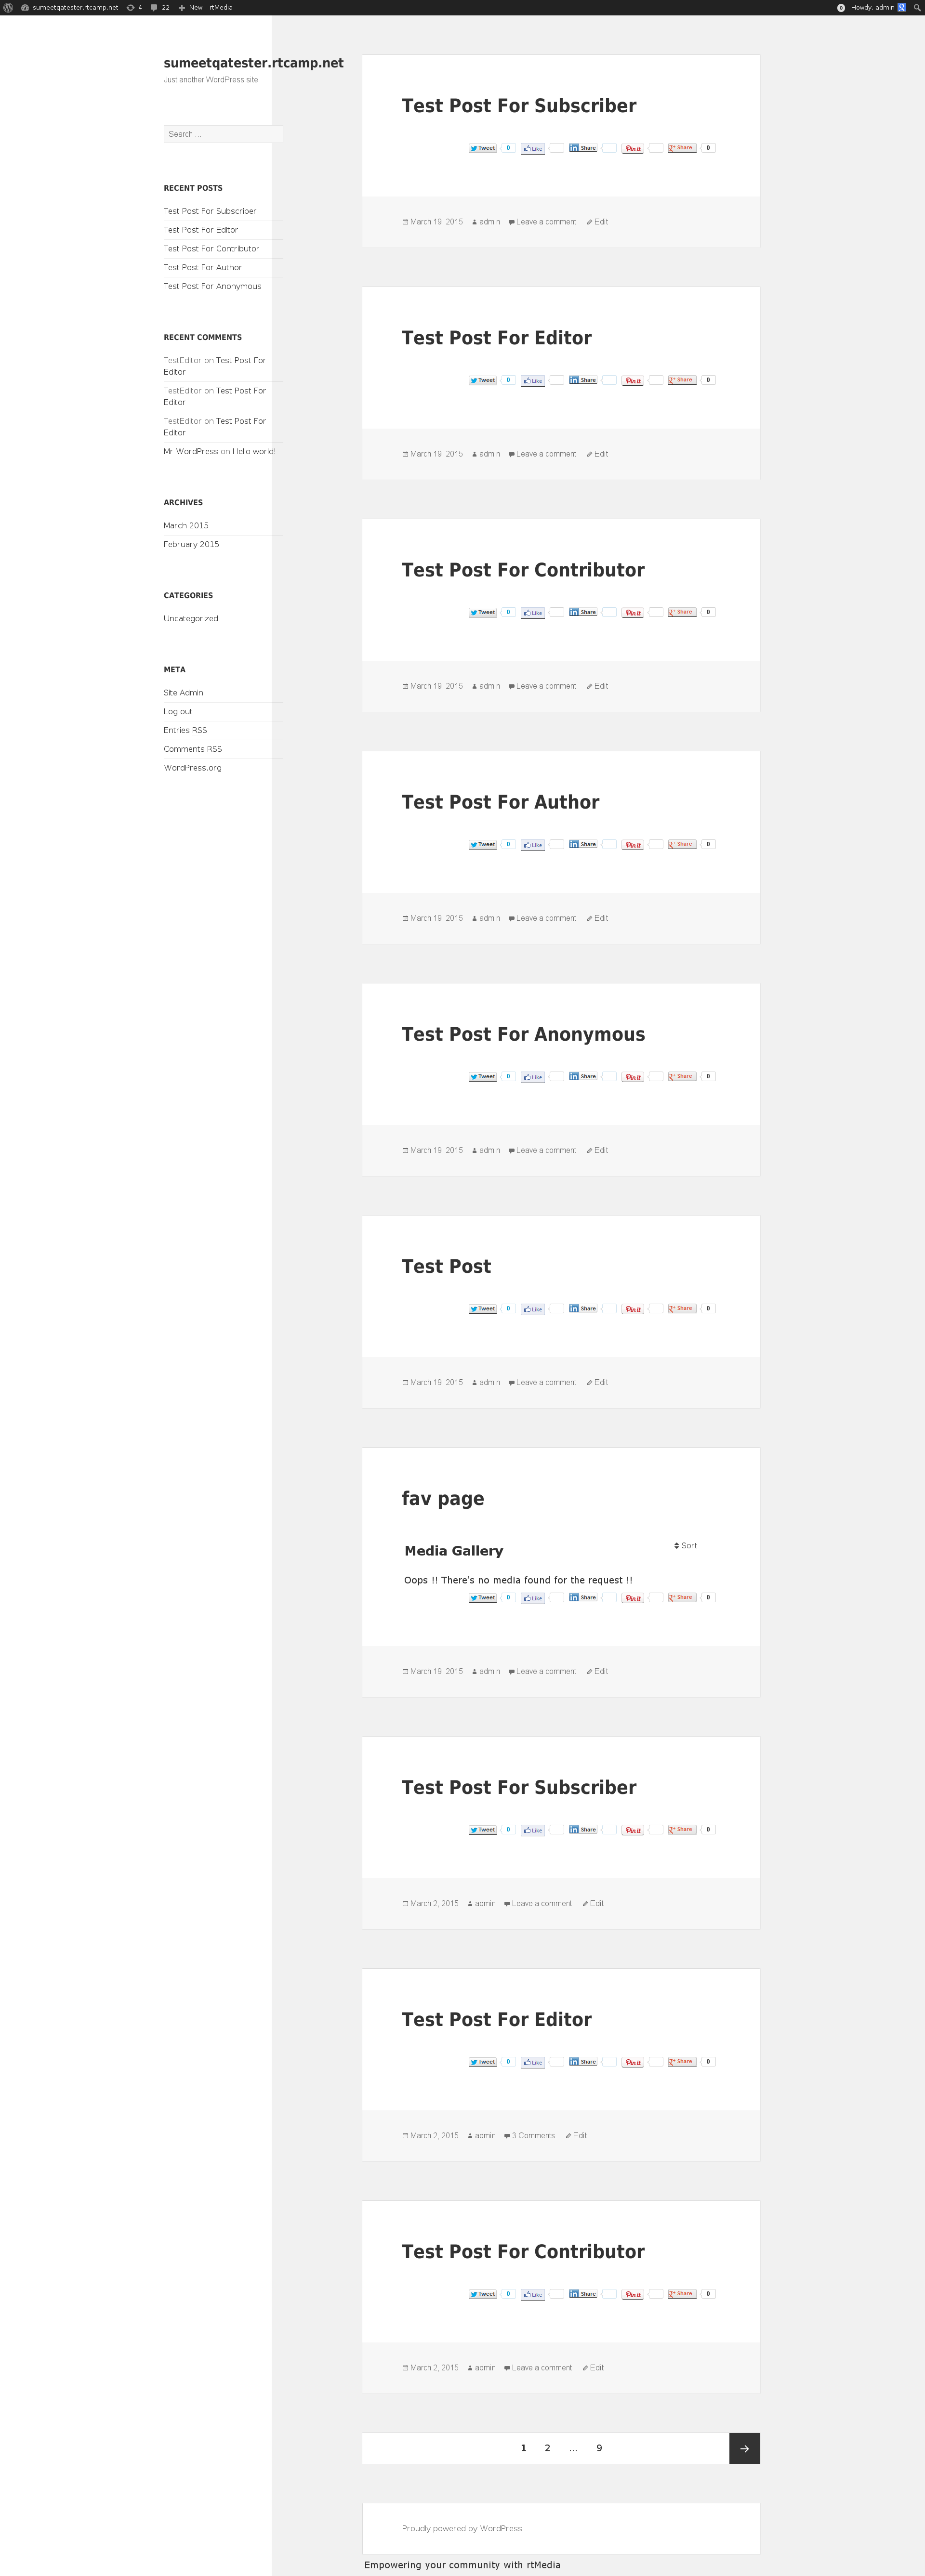 sumeetqatester.rtcamp.net 4 22 New rtMedia 0 Howdy, admin
sumeetqatester.rtcamp.net
Just another WordPress site
Search ...
RECENT POSTS
Test Post For Subscriber
Test Post For Editor
Test Post For Contributor
Test Post For Author
Test Post For Anonymous
RECENT COMMENTS
TestEditor on Test Post For
Editor
TestEditor on Test Post For
Editor
TestEditor on Test Post For
Editor
Mr WordPress on Hello world!
ARCHIVES
March 2015
February 2015
CATEGORIES
Uncategorized
META
Site Admin
Log out
Entries RSS
Comments RSS
WordPress.org
Test Post For Subscriber
Tweet 0 Like in Share Pin it g+ Share 0
March 19, 2015 admin Leave a comment Edit
Test Post For Editor
Tweet 0 Like in Share Pin it g+ Share 0
March 19, 2015 admin Leave a comment Edit
Test Post For Contributor
Tweet 0 Like in Share Pin it g+ Share 0
March 19, 2015 admin Leave a comment Edit
Test Post For Author
Tweet 0 Like in Share Pin it g+ Share 0
March 19, 2015 admin Leave a comment Edit
Test Post For Anonymous
Tweet 0 Like in Share Pin it g+ Share 0
March 19, 2015 admin Leave a comment Edit
Test Post
Tweet 0 Like in Share Pin it g+ Share 0
March 19, 2015 admin Leave a comment Edit
fav page
Media Gallery Sort
Oops !! There's no media found for the request !!
Tweet 0 Like in Share Pin it g+ Share 0
March 19, 2015 admin Leave a comment Edit
Test Post For Subscriber
Tweet 0 Like in Share Pin it g+ Share 0
March 2, 2015 admin Leave a comment Edit
Test Post For Editor
Tweet 0 Like in Share Pin it g+ Share 0
March 2, 2015 admin 3 Comments Edit
Test Post For Contributor
Tweet 0 Like in Share Pin it g+ Share 0
March 2, 2015 admin Leave a comment Edit
1 2 ... 9
Proudly powered by WordPress
Empowering your community with rtMedia